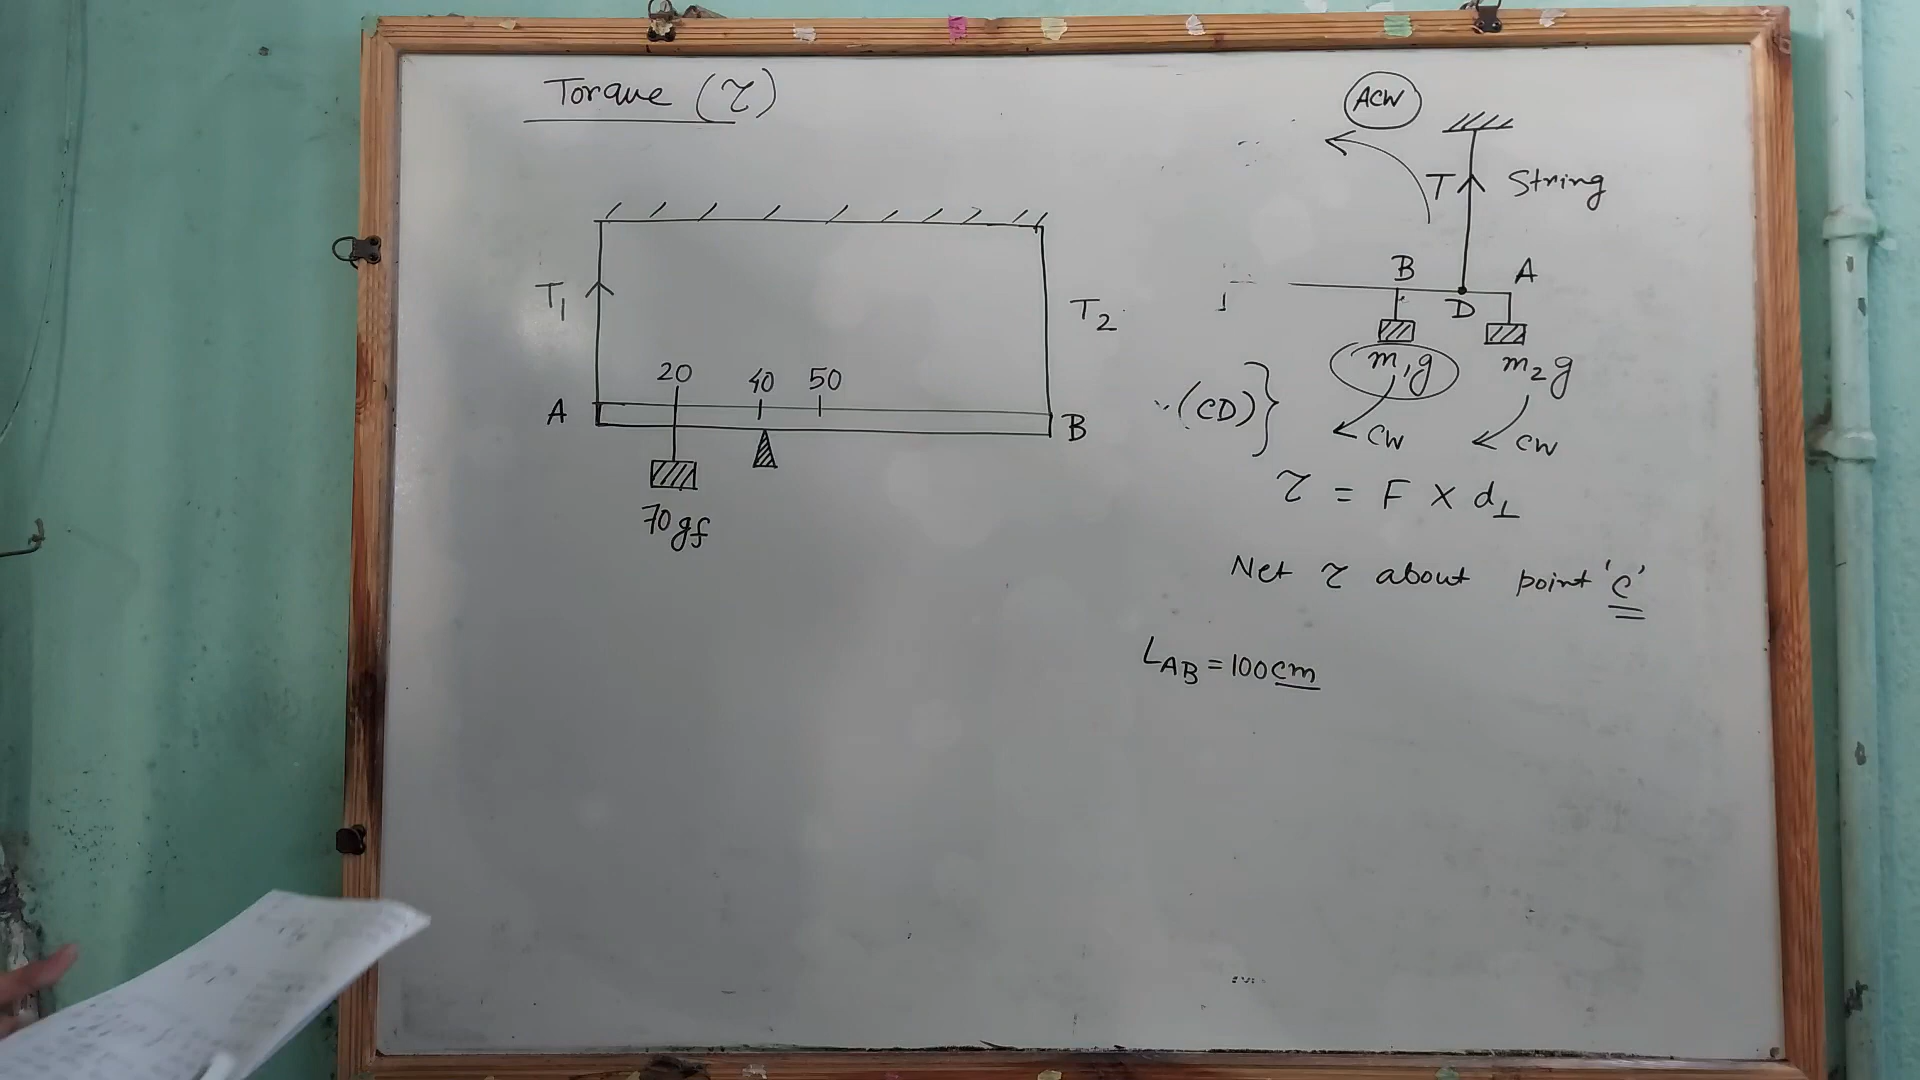 Torque (τ)
T1
T2
20 40 50
A B
70gf
ACW
T String
B D A
m1g m2g
(CD)}
CW CW
τ = F × d⊥
Net τ about point 'C'
LAB = 100cm